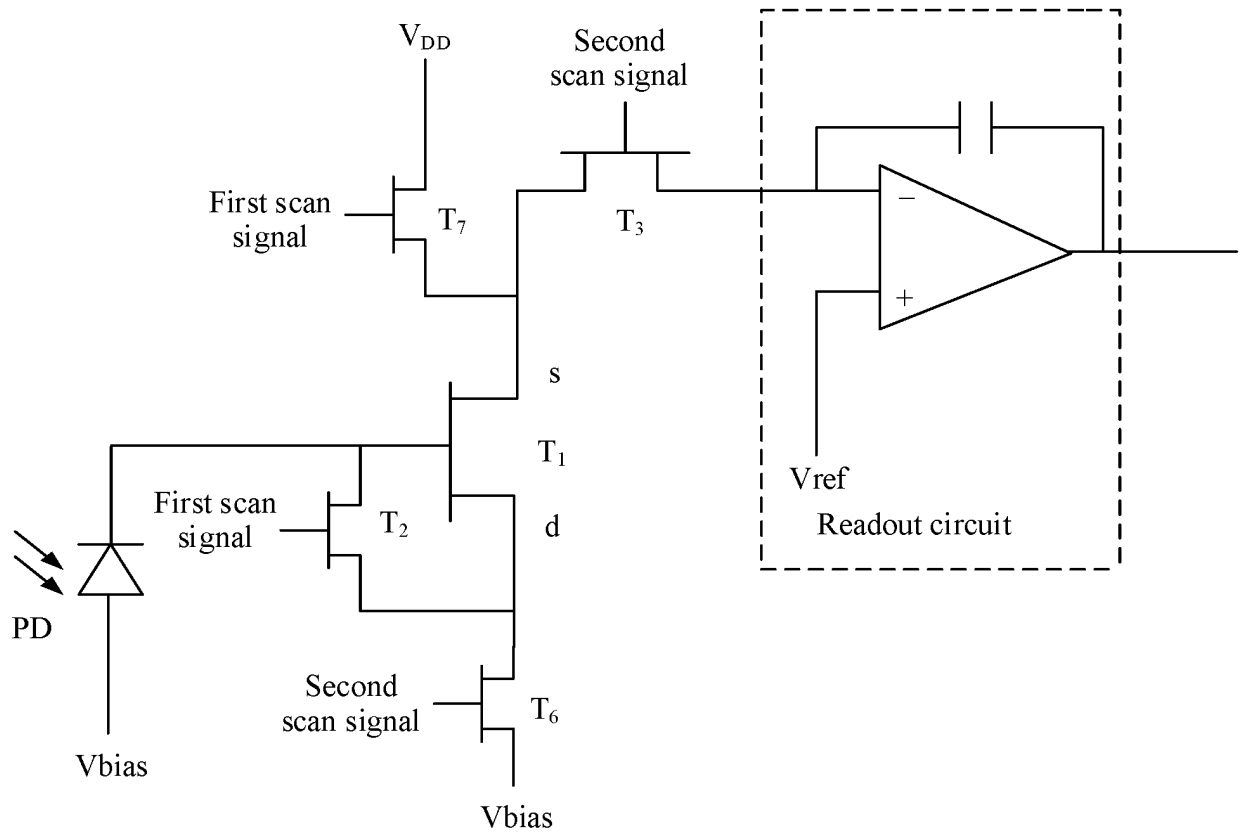 V_DD
Second
scan signal
First scan
signal
T_7
T_3
−
+
s
T_1
d
Vref
Readout circuit
First scan
signal
T_2
PD
Second
scan signal
T_6
Vbias
Vbias